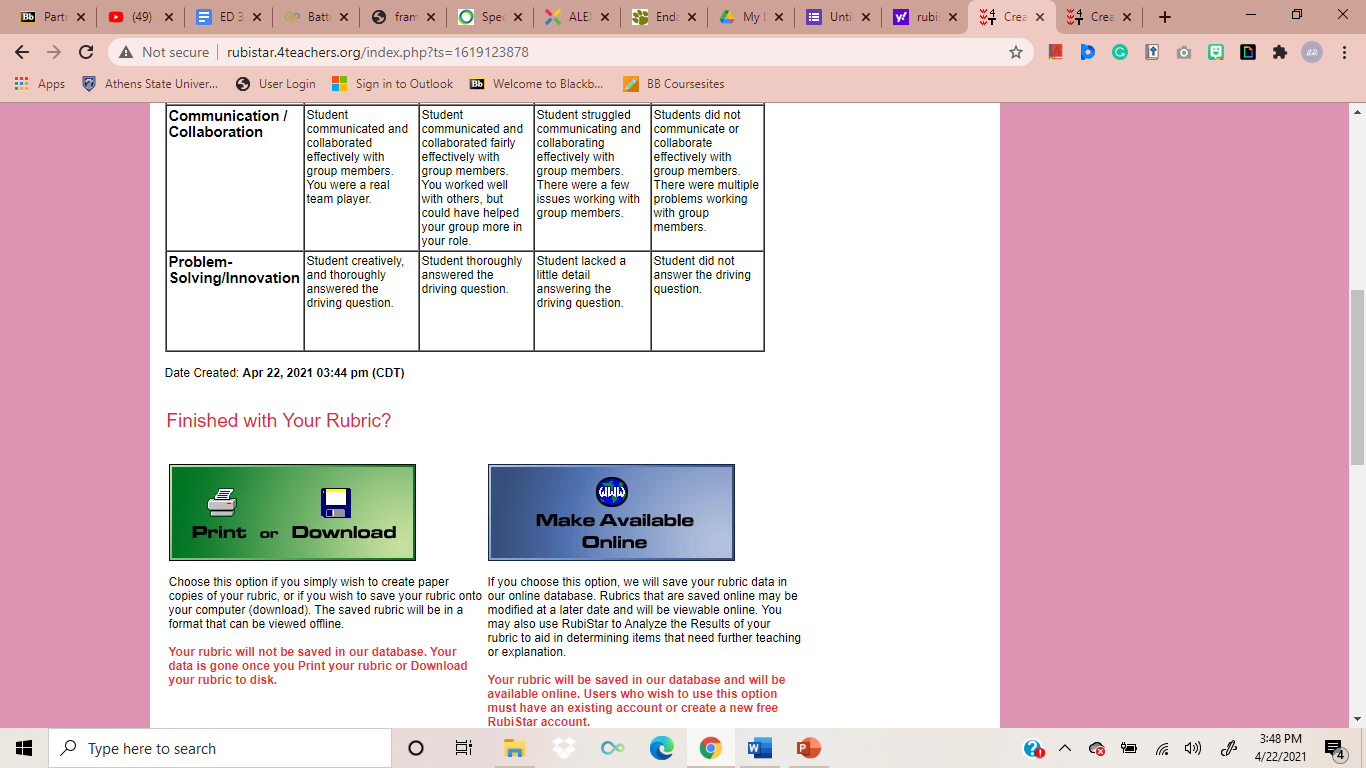 Partn
(49)
ED 3
Batt
fram
Spec
ALEX
Enda
My D
Unti
rubis
Crea
Crea
Not secure
rubistar.4teachers.org/index.php?ts=1619123878
Apps
Athens State Univer...
User Login
Sign in to Outlook
Welcome to Blackb...
BB Coursesites
Communication /
Collaboration
Student
communicated and
collaborated
effectively with
group members.
You were a real
team player.
Student
communicated and
collaborated fairly
effectively with
group members.
You worked well
with others, but
could have helped
your group more in
your role.
Student struggled
communicating and
collaborating
effectively with
group members.
There were a few
issues working with
group members.
Students did not
communicate or
collaborate
effectively with
group members.
There were multiple
problems working
with group
members.
Problem-
Solving/Innovation
Student creatively,
and thoroughly
answered the
driving question.
Student thoroughly
answered the
driving question.
Student lacked a
little detail
answering the
driving question.
Student did not
answer the driving
question.
Date Created: Apr 22, 2021 03:44 pm (CDT)
Finished with Your Rubric?
Print or Download
www
Make Available
Online
Choose this option if you simply wish to create paper
copies of your rubric, or if you wish to save your rubric onto
your computer (download). The saved rubric will be in a
format that can be viewed offline.
Your rubric will not be saved in our database. Your
data is gone once you Print your rubric or Download
your rubric to disk.
If you choose this option, we will save your rubric data in
our online database. Rubrics that are saved online may be
modified at a later date and will be viewable online. You
may also use RubiStar to Analyze the Results of your
rubric to aid in determining items that need further teaching
or explanation.
Your rubric will be saved in our database and will be
available online. Users who wish to use this option
must have an existing account or create a new free
RubiStar account.
Type here to search
3:48 PM
4/22/2021
4